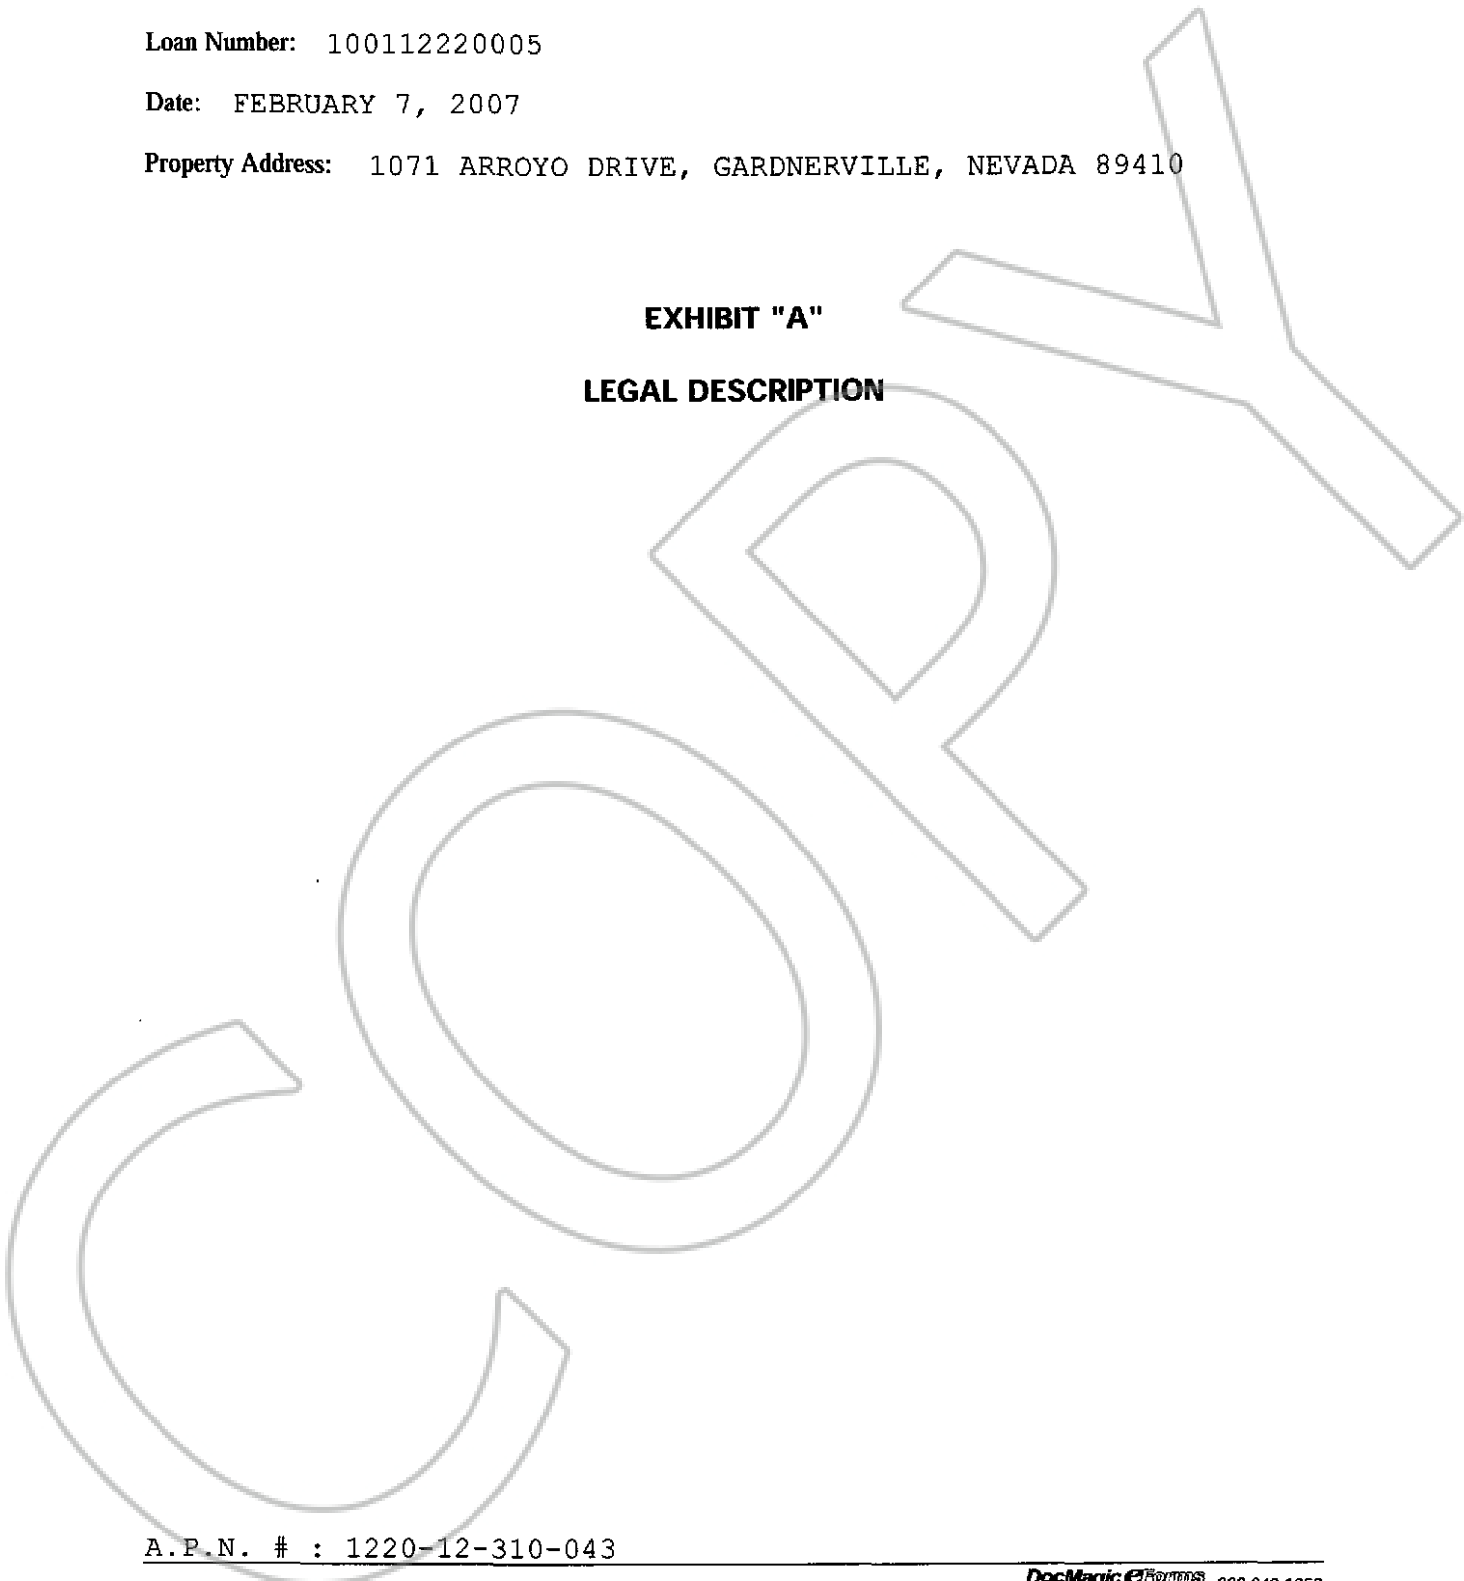 Loan Number: 100112220005
Date: FEBRUARY 7, 2007
Property Address: 1071 ARROYO DRIVE, GARDNERVILLE, NEVADA 89410
EXHIBIT "A"
LEGAL DESCRIPTION
COPY
A.P.N. # : 1220-12-310-043
DocMagic eForms